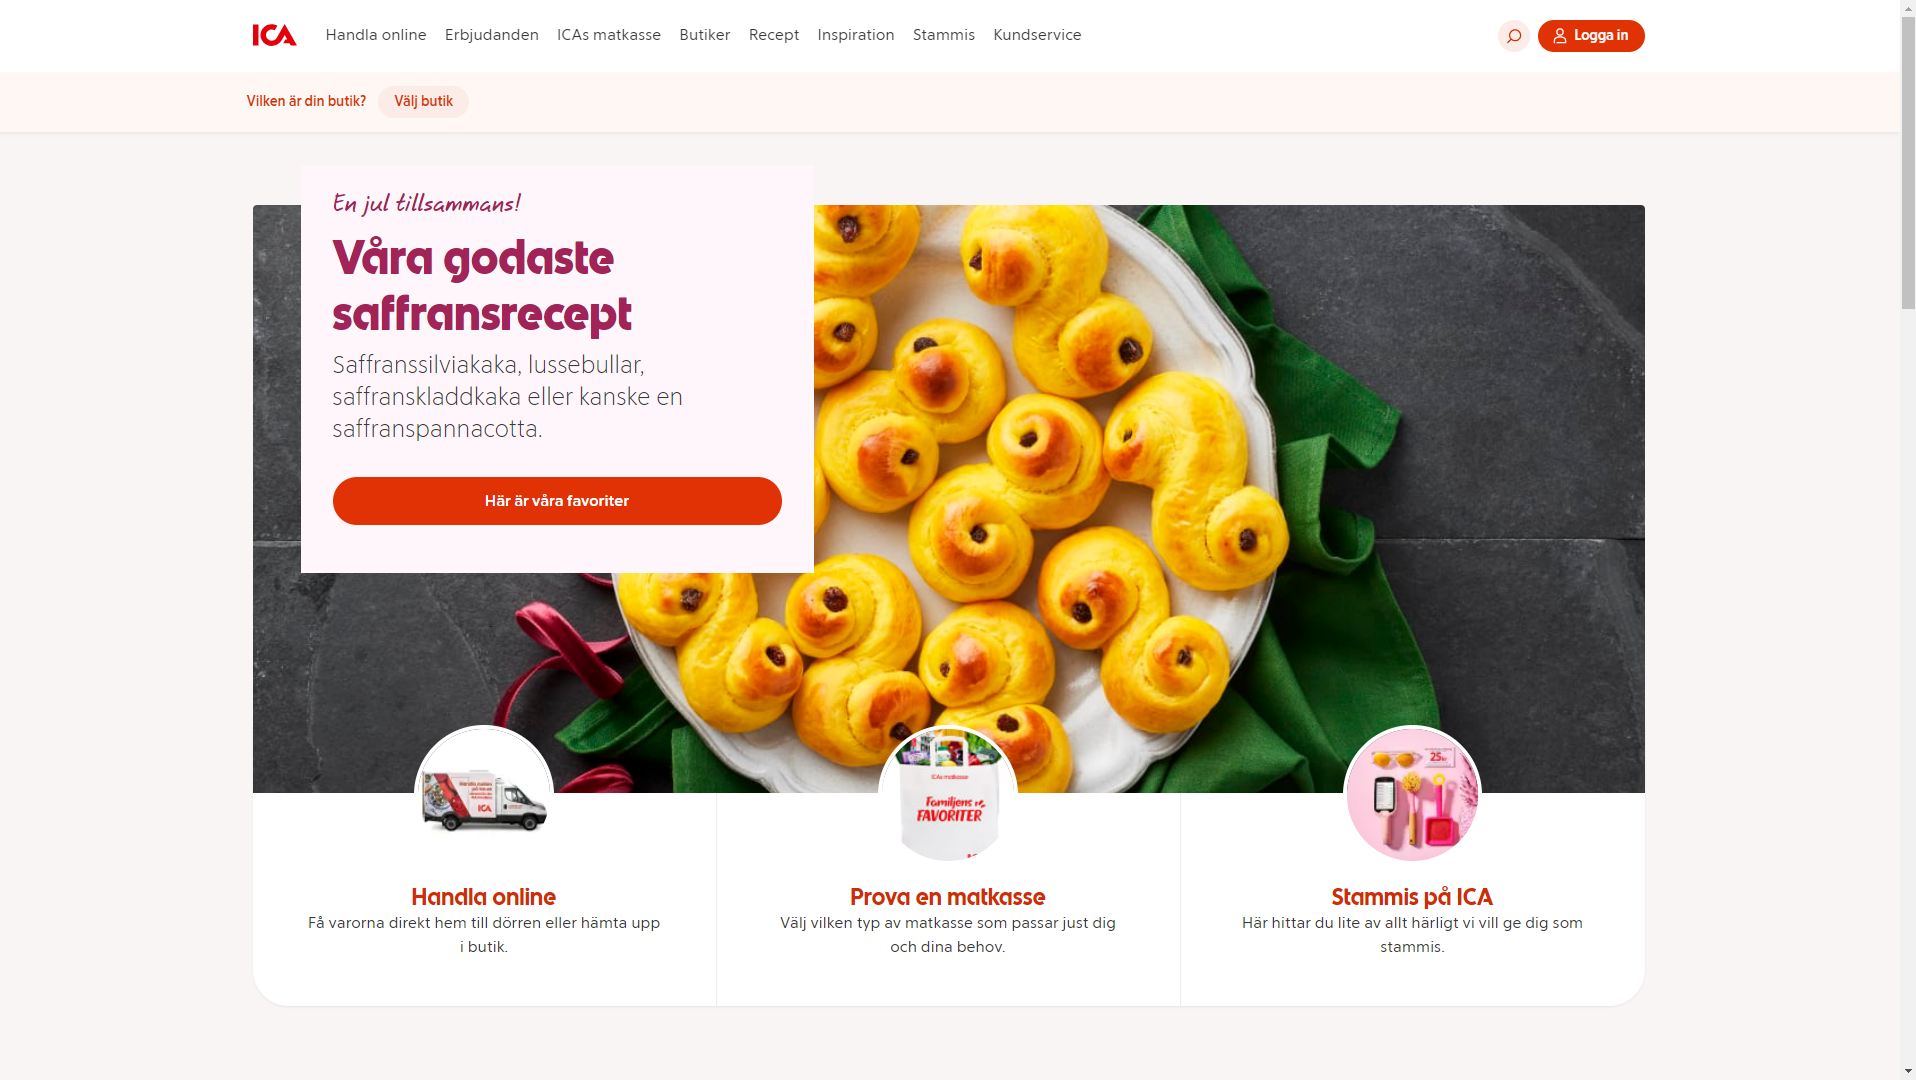 ICA
Handla online
Erbjudanden
ICAs matkasse
Butiker
Recept
Inspiration
Stammis
Kundservice
Logga in
Vilken är din butik?
Välj butik
En jul tillsammans!
Våra godaste
saffransrecept
Saffranssilviakaka, lussebullar,
saffranskladdkaka eller kanske en
saffranspannacotta.
Här är våra favoriter
ICA
ICAs matkasse
Familjens
FAVORITER
25kr
Handla online
Få varorna direkt hem till dörren eller hämta upp
i butik.
Prova en matkasse
Välj vilken typ av matkasse som passar just dig
och dina behov.
Stammis på ICA
Här hittar du lite av allt härligt vi vill ge dig som
stammis.